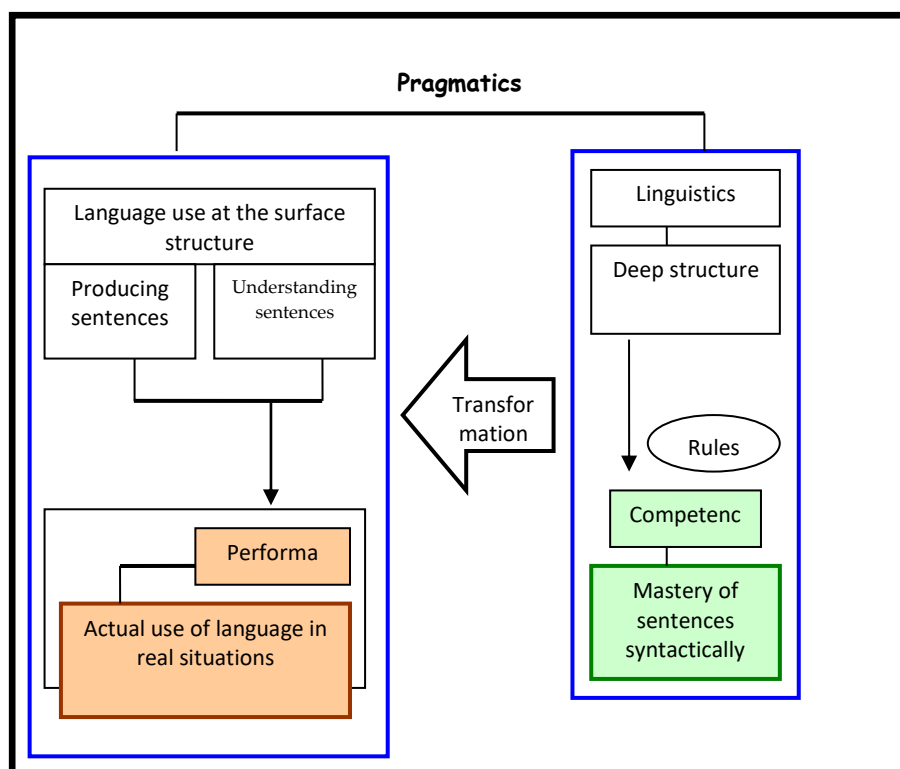 Pragmatics
Language use at the surface
structure
Producing
sentences
Understanding
sentences
Performa
Actual use of language in
real situations
Transfor
mation
Linguistics
Deep structure
Rules
Competenc
Mastery of
sentences
syntactically